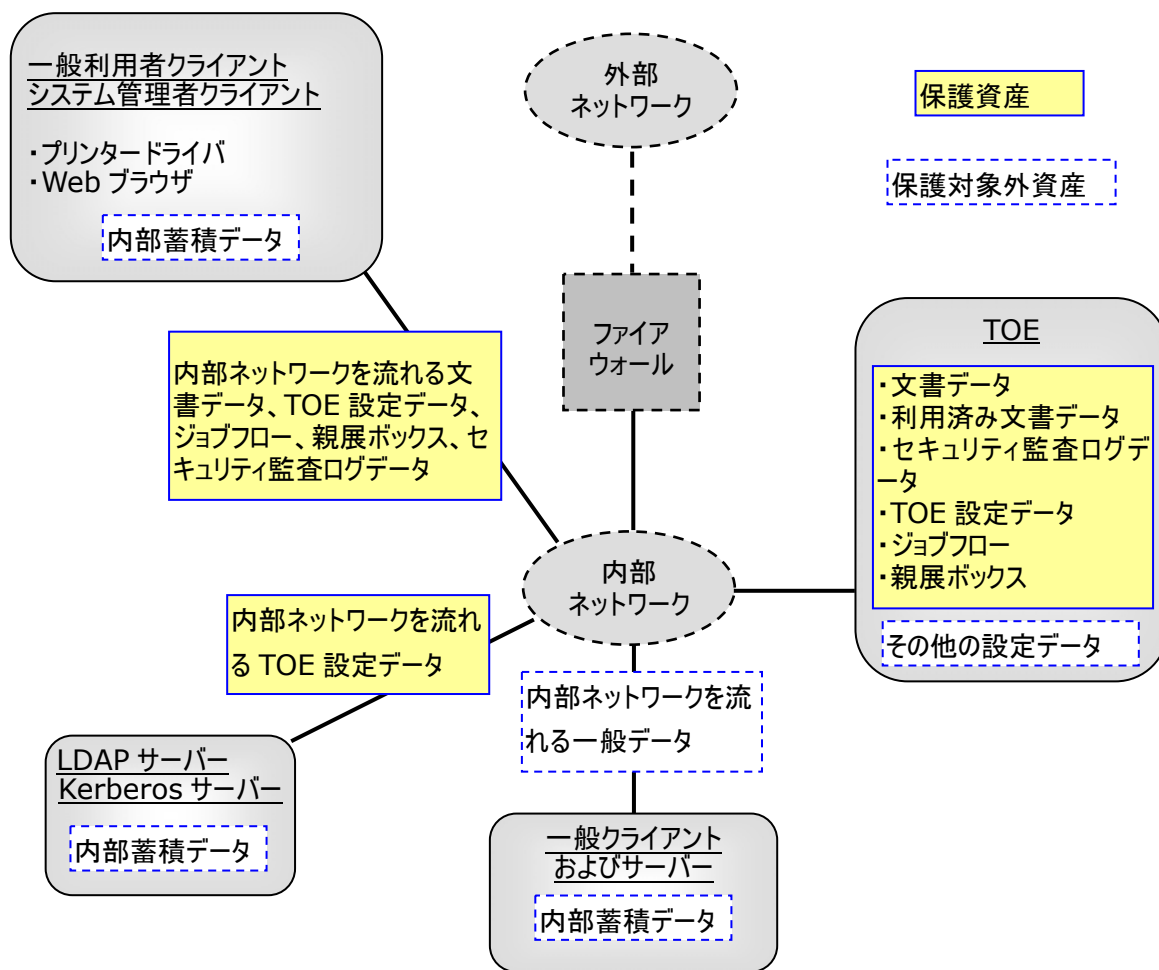 一般利用者クライアント
システム管理者クライアント
・プリンタードライバ
・Web ブラウザ
内部蓄積データ
外部
ネットワーク
保護資産
保護対象外資産
ファイア
ウォール
内部ネットワークを流れる文
書データ、TOE 設定データ、
ジョブフロー、親展ボックス、セ
キュリティ監査ログデータ
TOE
・文書データ
・利用済み文書データ
・セキュリティ監査ログデ
ータ
・TOE 設定データ
・ジョブフロー
・親展ボックス
その他の設定データ
内部
ネットワーク
内部ネットワークを流れ
る TOE 設定データ
内部ネットワークを流
れる一般データ
LDAP サーバー
Kerberos サーバー
内部蓄積データ
一般クライアント
およびサーバー
内部蓄積データ